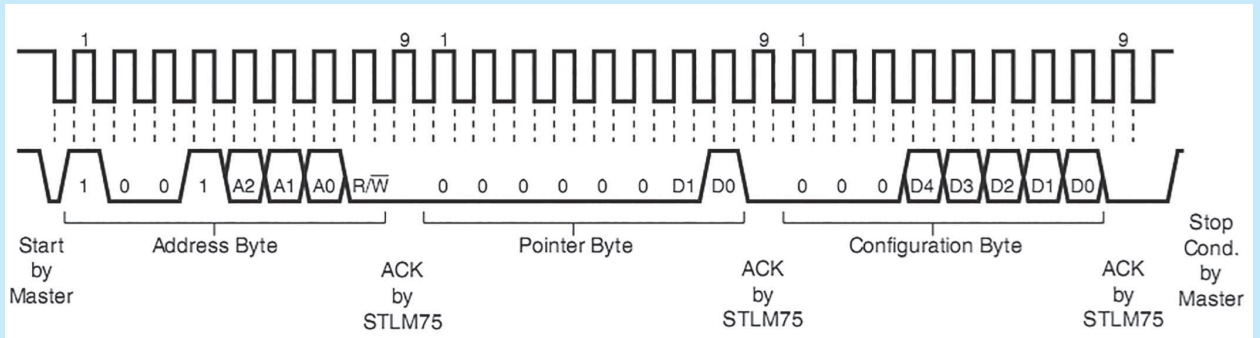 1 9 1 9 1 9
1 0 0 1 A2 A1 A0 R/W̅ 0 0 0 0 0 0 D1 D0 0 0 0 D4 D3 D2 D1 D0
Start
by
Master
Address Byte
ACK
by
STLM75
Pointer Byte
ACK
by
STLM75
Configuration Byte
ACK
by
STLM75
Stop
Cond.
by
Master